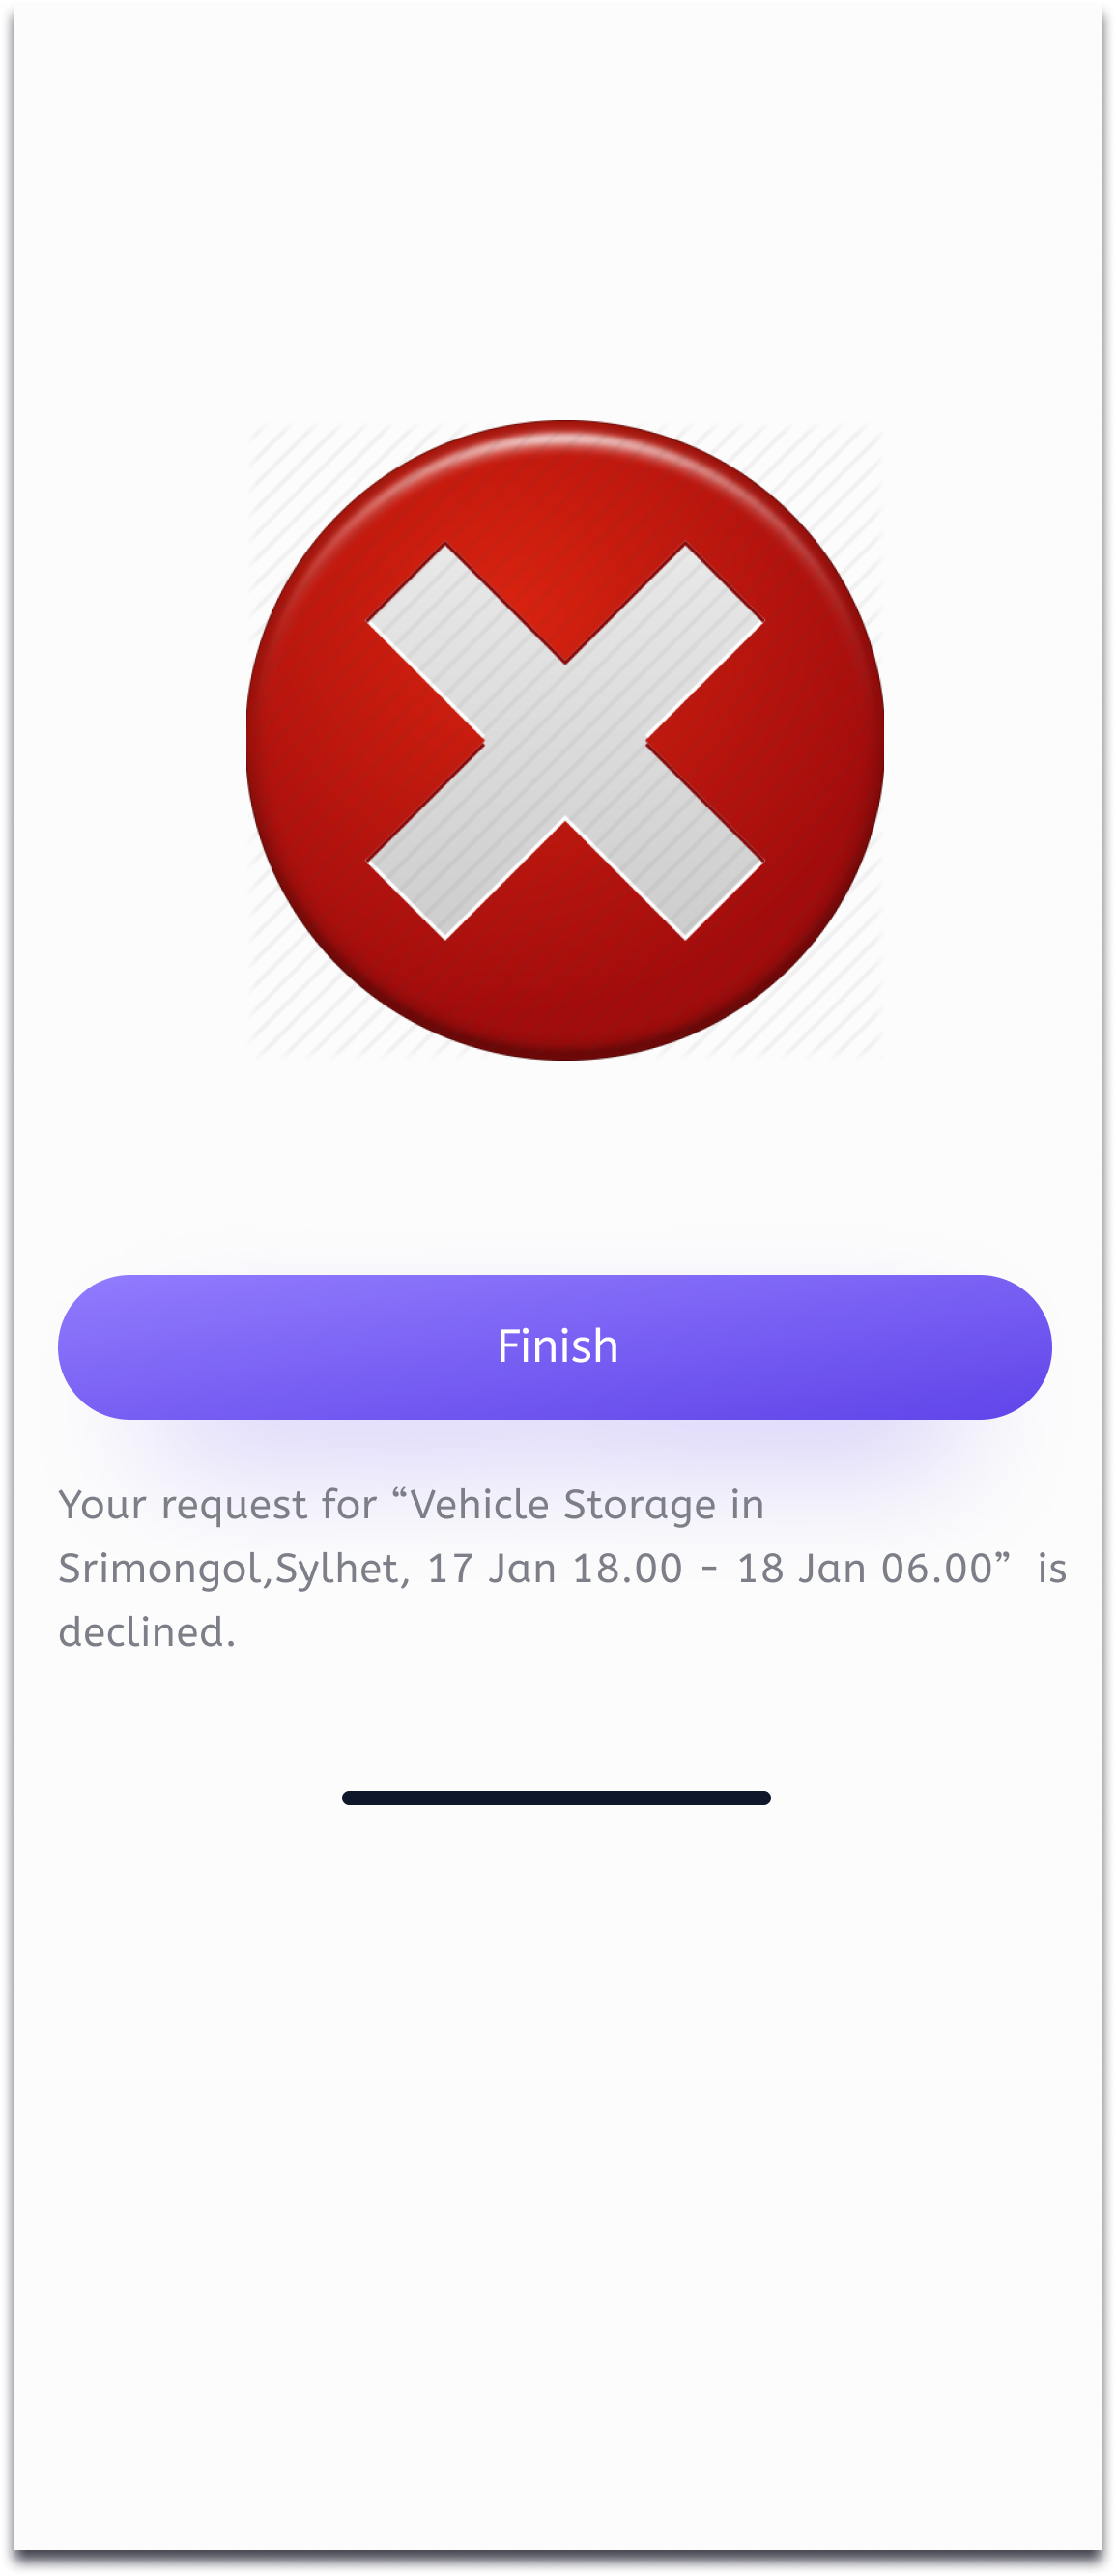 Finish
Your request for “Vehicle Storage in
Srimongol,Sylhet, 17 Jan 18.00 - 18 Jan 06.00”  is
declined.